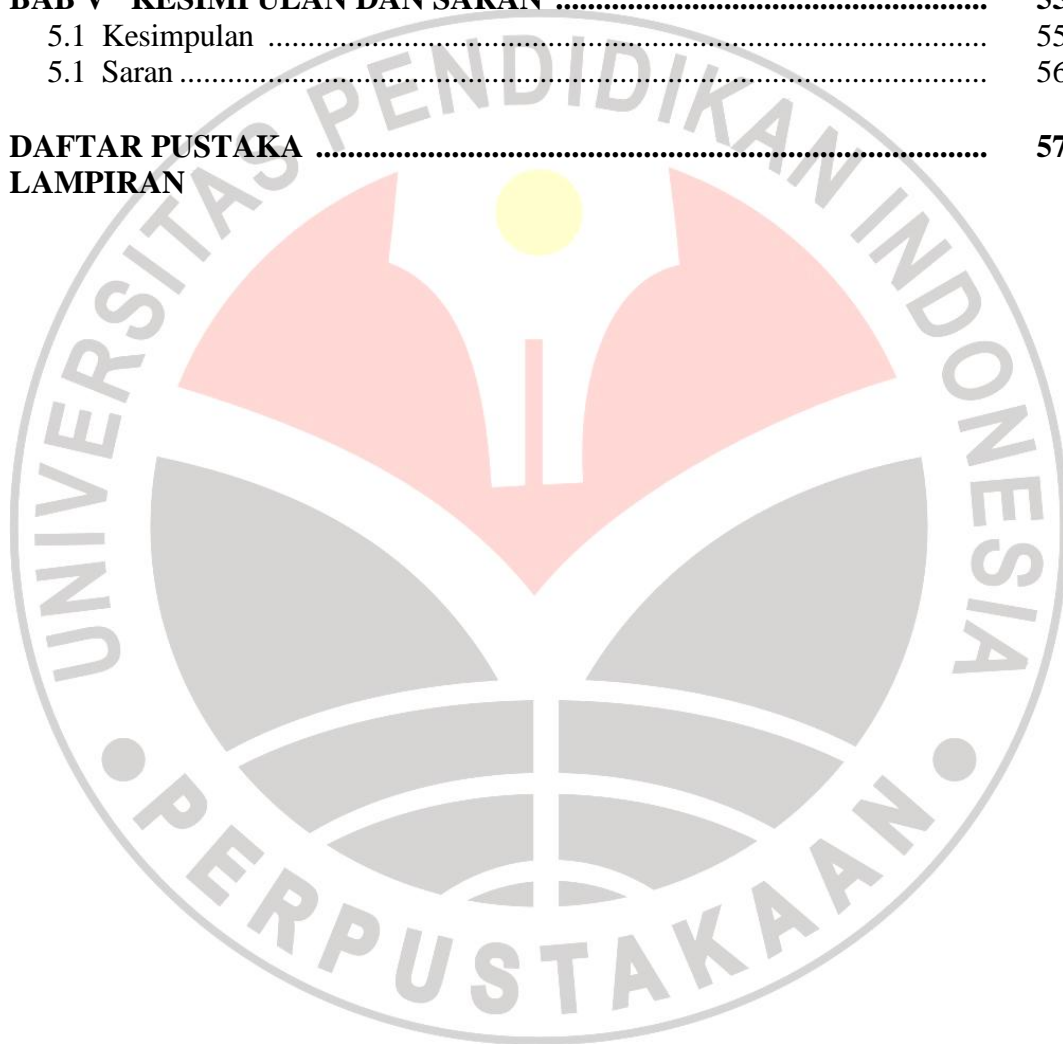 BAB V KESIMPULAN DAN SARAN ...................................................... 55
5.1 Kesimpulan .......................................................................................... 55
5.1 Saran ..................................................................................................... 56
DAFTAR PUSTAKA .................................................................................... 57
LAMPIRAN
UNIVERSITAS PENDIDIKAN INDONESIA
PERPUSTAKAAN